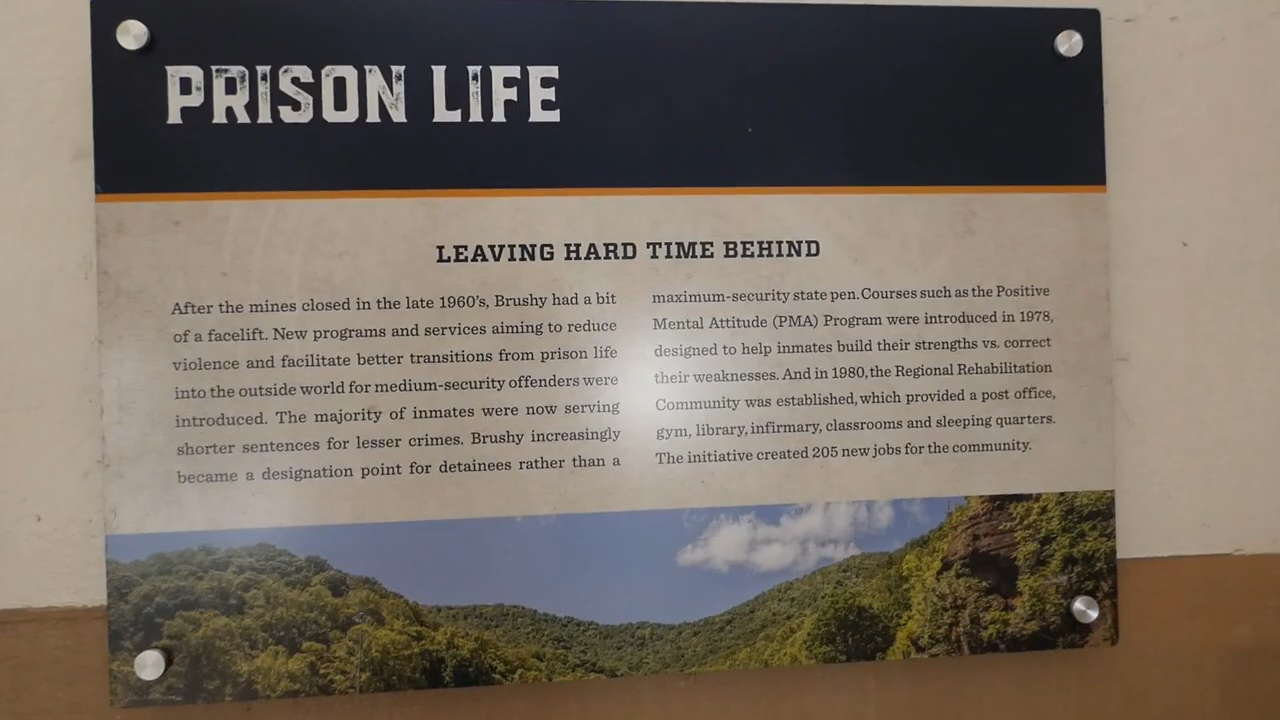 PRISON LIFE
LEAVING HARD TIME BEHIND
After the mines closed in the late 1960's, Brushy had a bit
of a facelift. New programs and services aiming to reduce
violence and facilitate better transitions from prison life
into the outside world for medium-security offenders were
introduced. The majority of inmates were now serving
shorter sentences for lesser crimes. Brushy increasingly
became a designation point for detainees rather than a
maximum-security state pen. Courses such as the Positive
Mental Attitude (PMA) Program were introduced in 1978,
designed to help inmates build their strengths vs. correct
their weaknesses. And in 1980, the Regional Rehabilitation
Community was established, which provided a post office,
gym, library, infirmary, classrooms and sleeping quarters.
The initiative created 205 new jobs for the community.